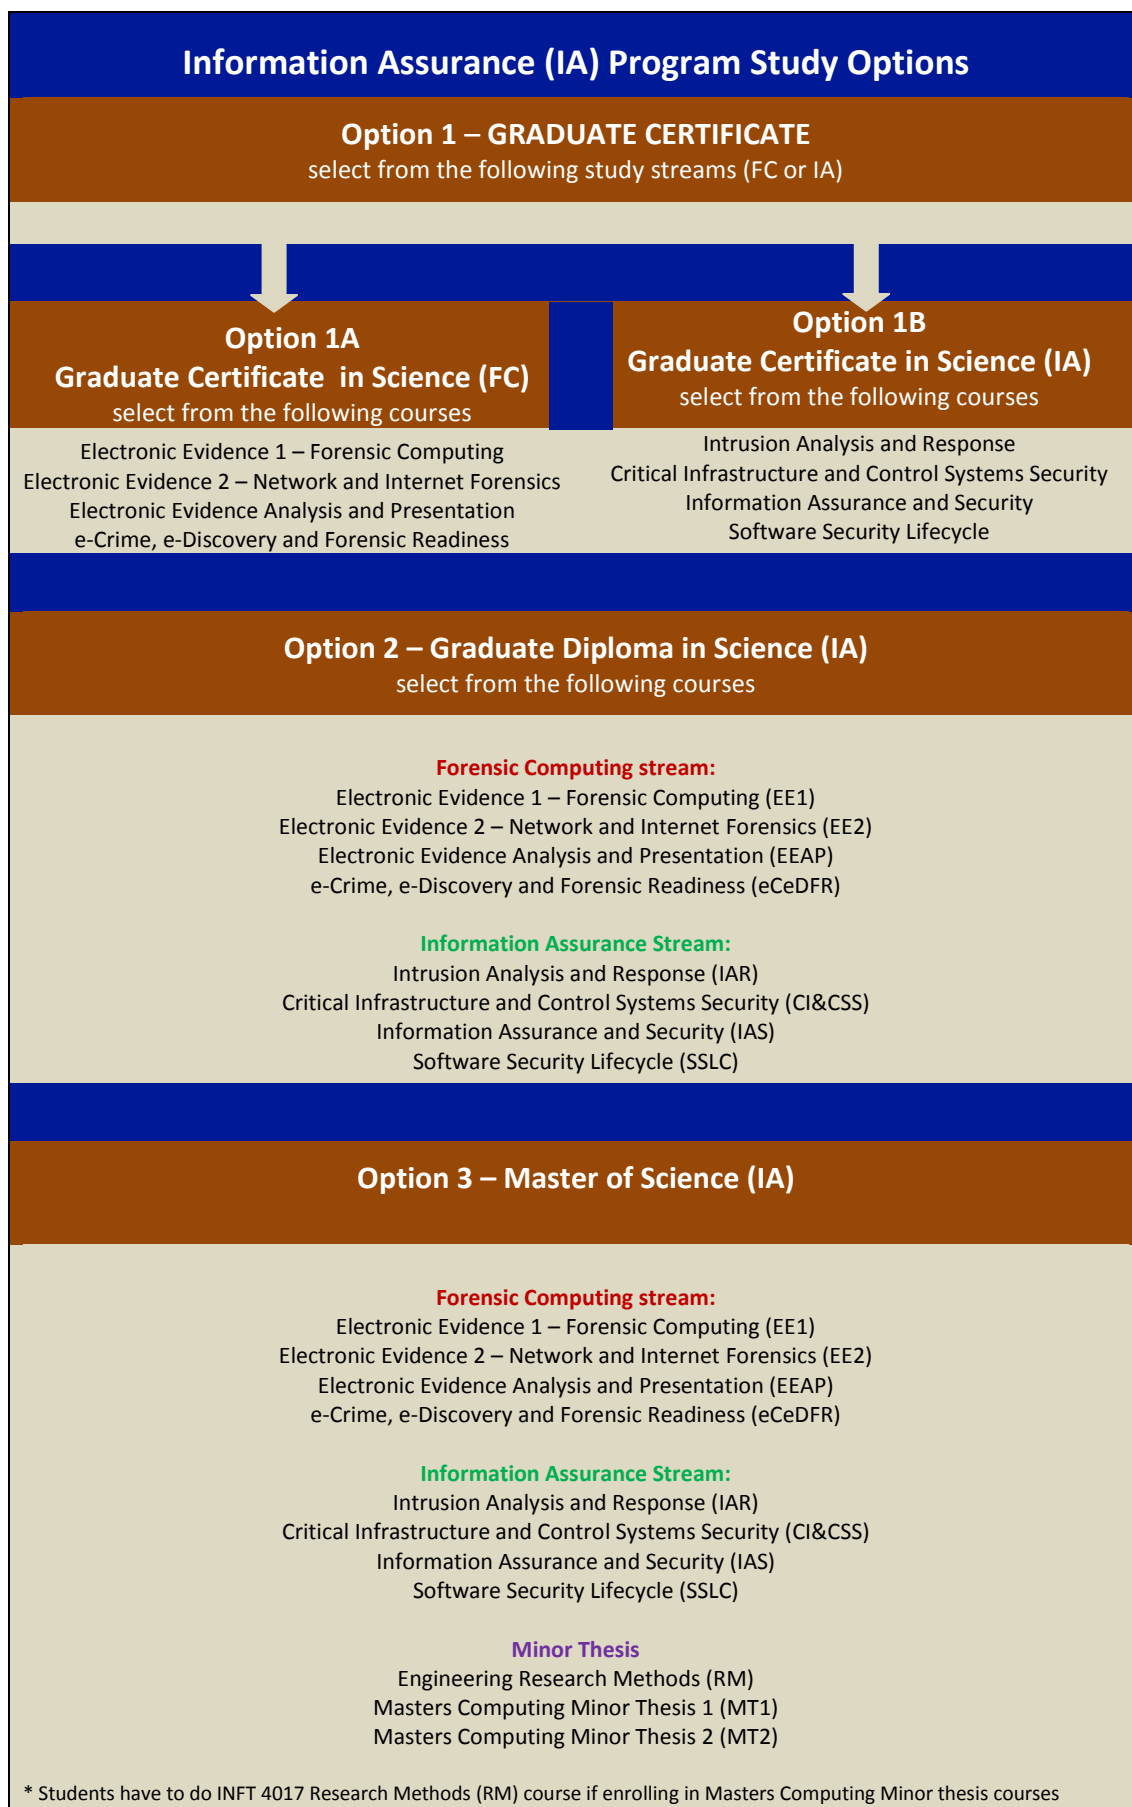 Information Assurance (IA) Program Study Options
Option 1 – GRADUATE CERTIFICATE
select from the following study streams (FC or IA)
Option 1A
Graduate Certificate in Science (FC)
select from the following courses
Electronic Evidence 1 – Forensic Computing
Electronic Evidence 2 – Network and Internet Forensics
Electronic Evidence Analysis and Presentation
e-Crime, e-Discovery and Forensic Readiness
Option 1B
Graduate Certificate in Science (IA)
select from the following courses
Intrusion Analysis and Response
Critical Infrastructure and Control Systems Security
Information Assurance and Security
Software Security Lifecycle
Option 2 – Graduate Diploma in Science (IA)
select from the following courses
Forensic Computing stream:
Electronic Evidence 1 – Forensic Computing (EE1)
Electronic Evidence 2 – Network and Internet Forensics (EE2)
Electronic Evidence Analysis and Presentation (EEAP)
e-Crime, e-Discovery and Forensic Readiness (eCeDFR)
Information Assurance Stream:
Intrusion Analysis and Response (IAR)
Critical Infrastructure and Control Systems Security (CI&CSS)
Information Assurance and Security (IAS)
Software Security Lifecycle (SSLC)
Option 3 – Master of Science (IA)
Forensic Computing stream:
Electronic Evidence 1 – Forensic Computing (EE1)
Electronic Evidence 2 – Network and Internet Forensics (EE2)
Electronic Evidence Analysis and Presentation (EEAP)
e-Crime, e-Discovery and Forensic Readiness (eCeDFR)
Information Assurance Stream:
Intrusion Analysis and Response (IAR)
Critical Infrastructure and Control Systems Security (CI&CSS)
Information Assurance and Security (IAS)
Software Security Lifecycle (SSLC)
Minor Thesis
Engineering Research Methods (RM)
Masters Computing Minor Thesis 1 (MT1)
Masters Computing Minor Thesis 2 (MT2)
* Students have to do INFT 4017 Research Methods (RM) course if enrolling in Masters Computing Minor thesis courses